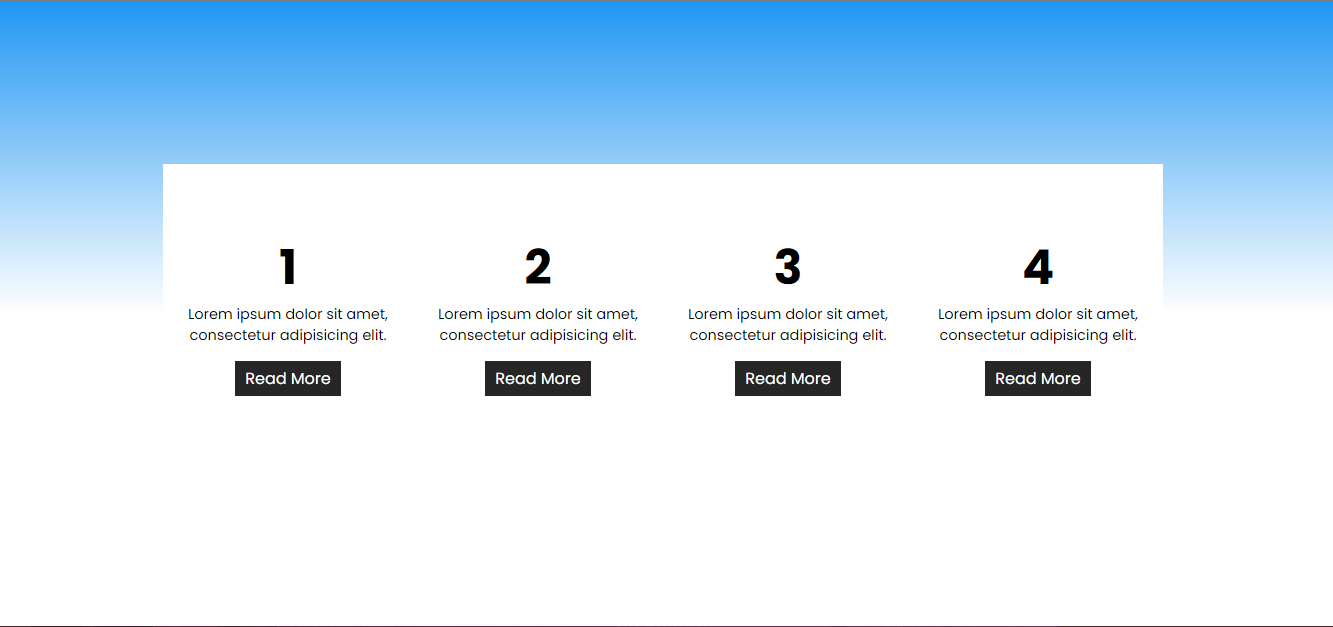 1
Lorem ipsum dolor sit amet,
consectetur adipisicing elit.
Read More
2
Lorem ipsum dolor sit amet,
consectetur adipisicing elit.
Read More
3
Lorem ipsum dolor sit amet,
consectetur adipisicing elit.
Read More
4
Lorem ipsum dolor sit amet,
consectetur adipisicing elit.
Read More